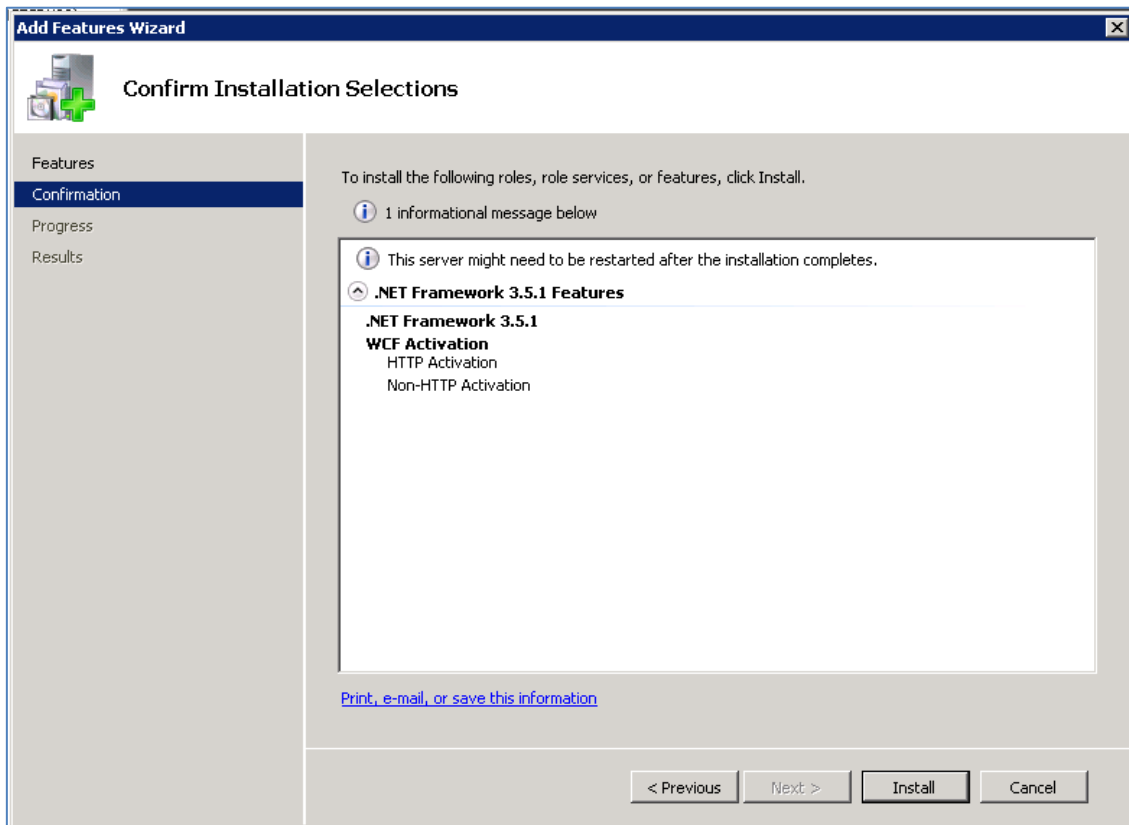 Add Features Wizard
Confirm Installation Selections
Features
Confirmation
Progress
Results
To install the following roles, role services, or features, click Install.
1 informational message below
This server might need to be restarted after the installation completes.
.NET Framework 3.5.1 Features
.NET Framework 3.5.1
WCF Activation
HTTP Activation
Non-HTTP Activation
Print, e-mail, or save this information
< Previous
Next >
Install
Cancel